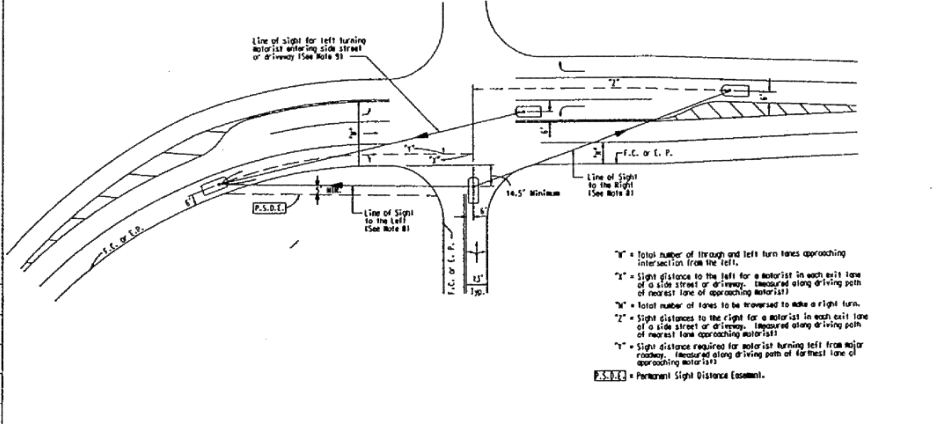 Line of sight for left turning
motorist entering side street
or driveway (See Note 9)
"Z"
6'
6'
"Y"
"X"
F.C. or E.P.
14.5' Minimum
Line of Sight
to the Right
(See Note 8)
6'
P.S.D.E.
Line of Sight
to the Left
(See Note 8)
6'
F.C. or E.P.
F.C. or E.P.
13'
Typ.
"N" = Total number of through and left turn lanes approaching
intersection from the left.
"X" = Sight distance to the left for a motorist in each exit lane
of a side street or driveway. (measured along driving path
of nearest lane of approaching motorist)
"M" = Total number of lanes to be traversed to make a right turn.
"Z" = Sight distances to the right for a motorist in each exit lane
of a side street or driveway. (measured along driving path
of nearest lane approaching motorist)
"Y" = Sight distance required for motorist turning left from major
roadway. (measured along driving path of farthest lane of
approaching motorist)
P.S.D.E. = Permanent Sight Distance Easement.